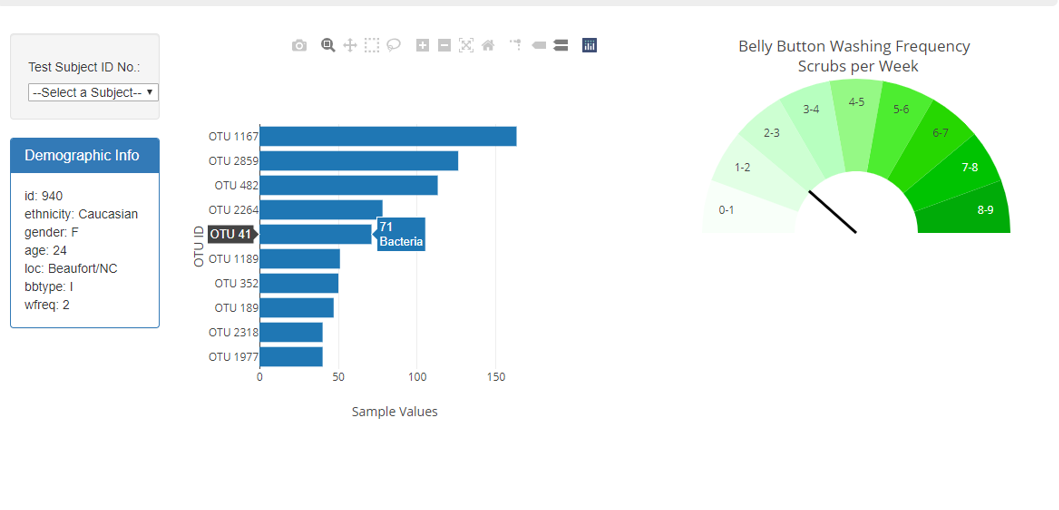 Test Subject ID No.:
--Select a Subject--
Demographic Info
id: 940
ethnicity: Caucasian
gender: F
age: 24
loc: Beaufort/NC
bbtype: I
wfreq: 2
OTU ID
OTU 1167
OTU 2859
OTU 482
OTU 2264
OTU 41
OTU 1189
OTU 352
OTU 189
OTU 2318
OTU 1977
71
Bacteria
0 50 100 150
Sample Values
Belly Button Washing Frequency
Scrubs per Week
0-1
1-2
2-3
3-4
4-5
5-6
6-7
7-8
8-9